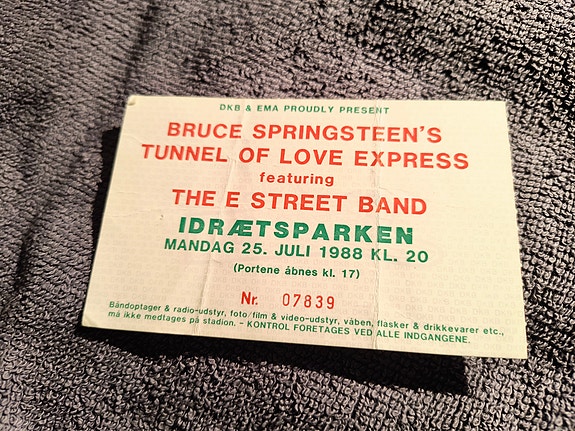 DKB & EMA PROUDLY PRESENT
BRUCE SPRINGSTEEN'S
TUNNEL OF LOVE EXPRESS
featuring
THE E STREET BAND
IDRÆTSPARKEN
MANDAG 25. JULI 1988 KL. 20
(Portene åbnes kl. 17)
Nr. 07839
Båndoptager & radio-udstyr, foto/film & video-udstyr, våben, flasker & drikkevarer etc.,
må ikke medtages på stadion. - KONTROL FORETAGES VED ALLE INDGANGENE.